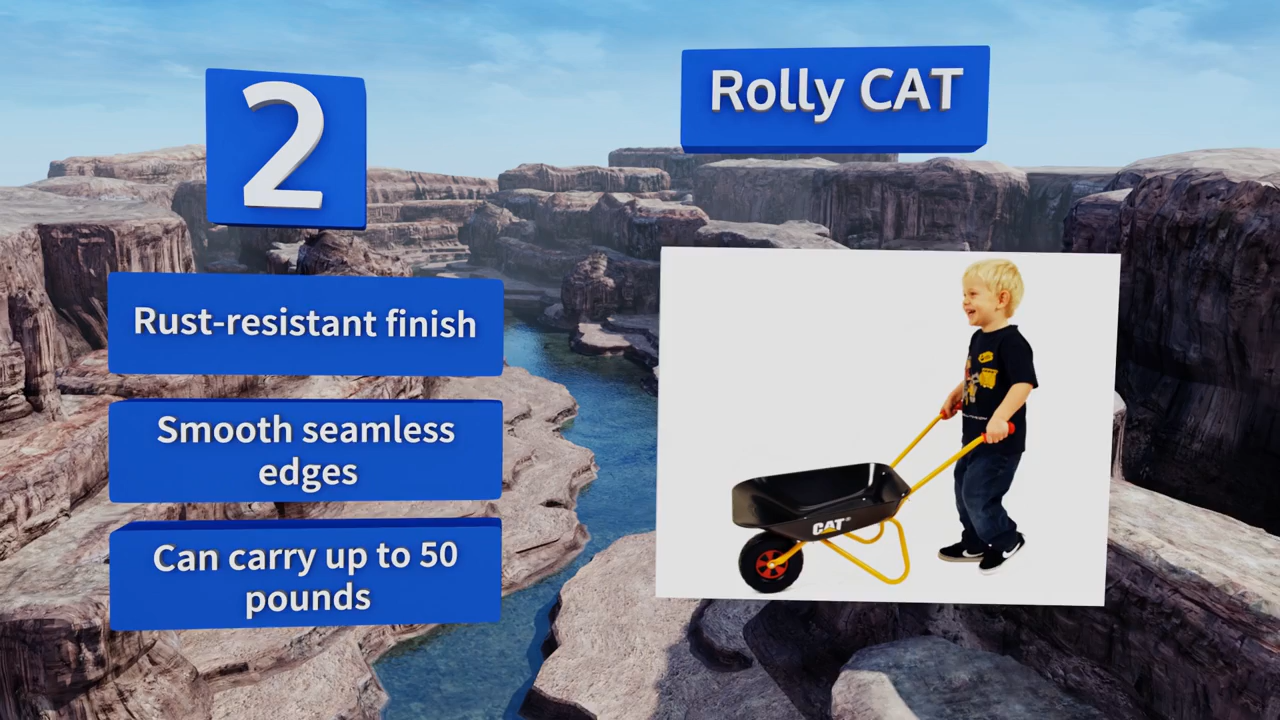 2
Rolly CAT
Rust-resistant finish
Smooth seamless
edges
Can carry up to 50
pounds
CAT